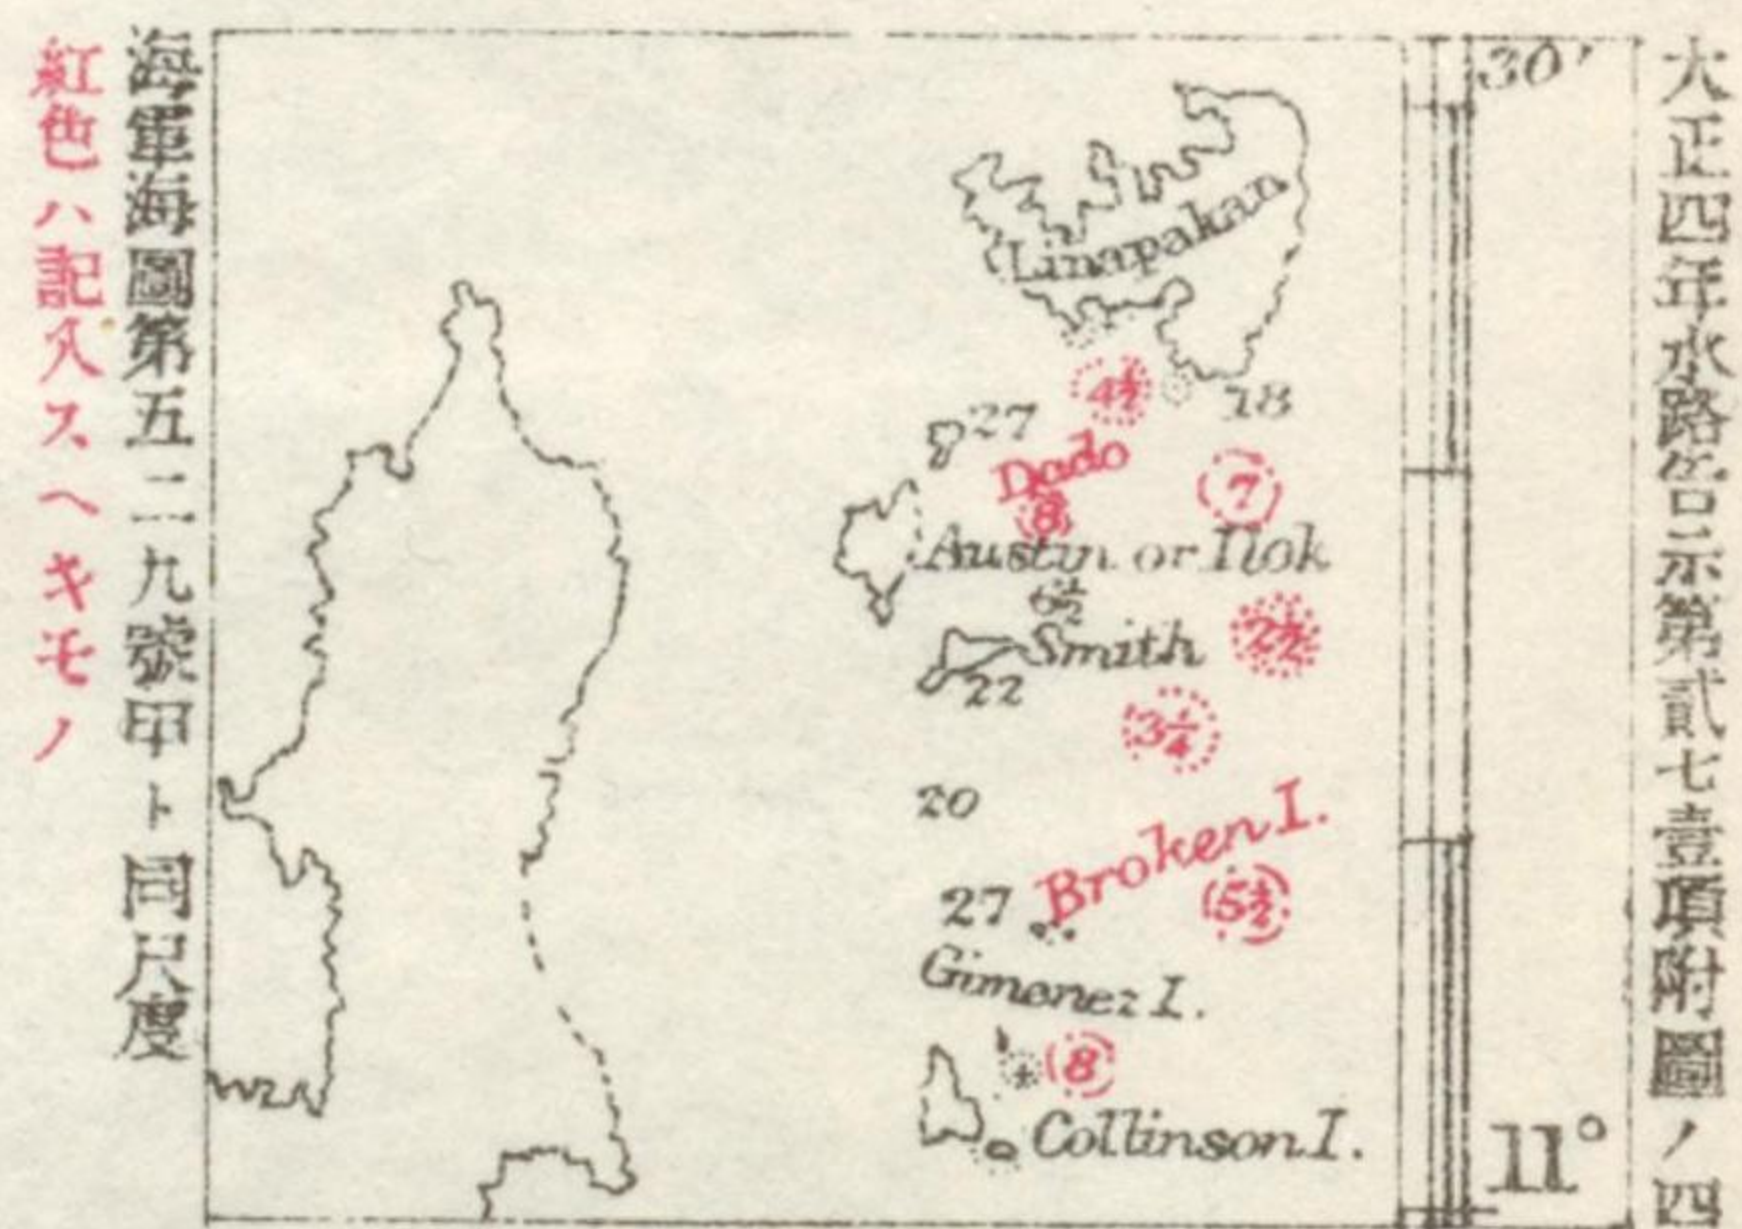 大正四年水路告示第貳七壹項附圖ノ四
30′
Linapakan
4½
18
27
Dado
7
8
Austin or Ilok
6½
Smith
2½
22
3¼
20
Broken I.
27
5½
Gimenez I.
8
Collinson I.
11°
海軍海圖第五二九號甲ト同尺度
紅色ハ記入スヘキモノ